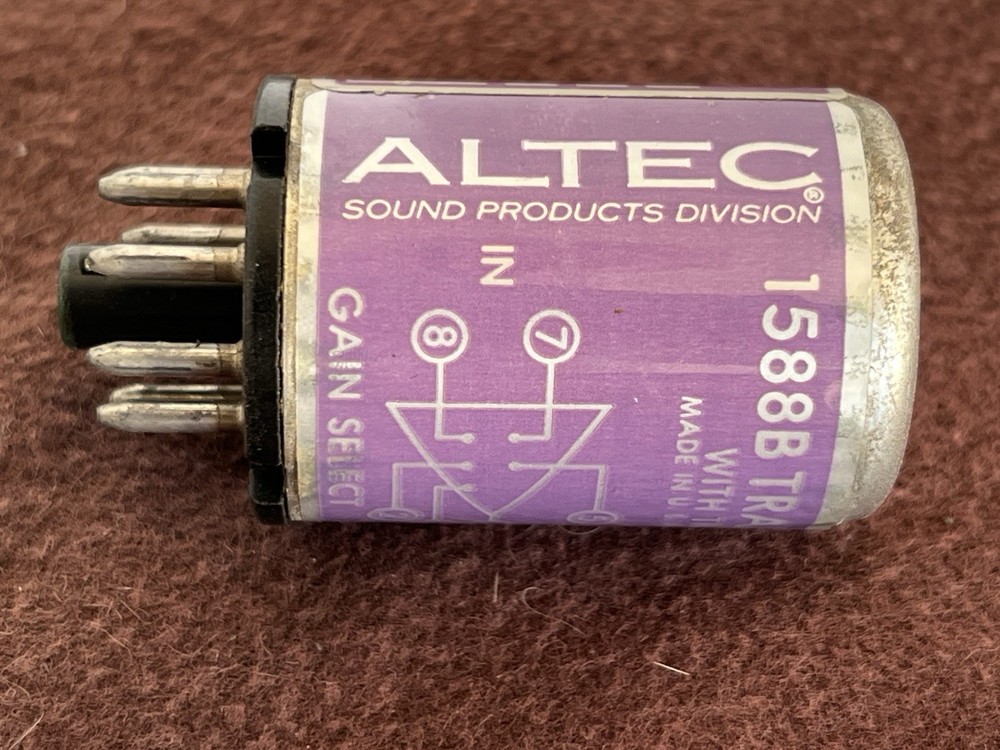 ALTEC®
SOUND PRODUCTS DIVISION
1588B
WITH
MADE IN
IN
8 7
GAIN SELECT